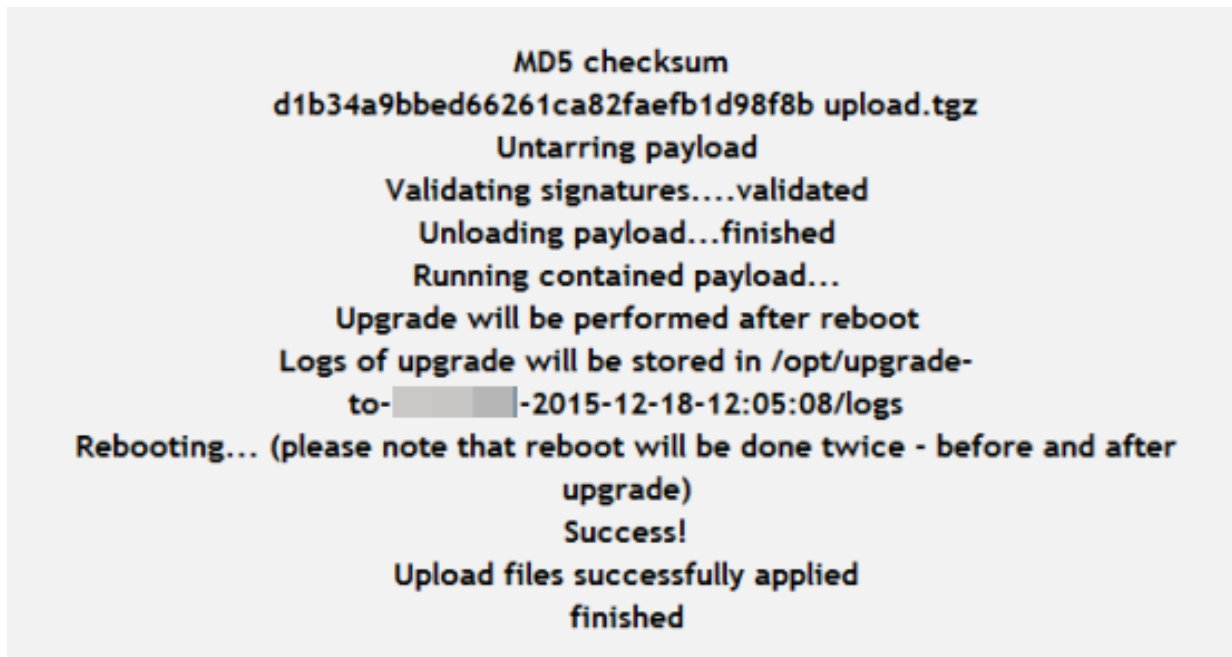 MD5 checksum
d1b34a9bbed66261ca82faefb1d98f8b upload.tgz
Untarring payload
Validating signatures....validated
Unloading payload...finished
Running contained payload...
Upgrade will be performed after reboot
Logs of upgrade will be stored in /opt/upgrade-
to- -2015-12-18-12:05:08/logs
Rebooting... (please note that reboot will be done twice - before and after
upgrade)
Success!
Upload files successfully applied
finished